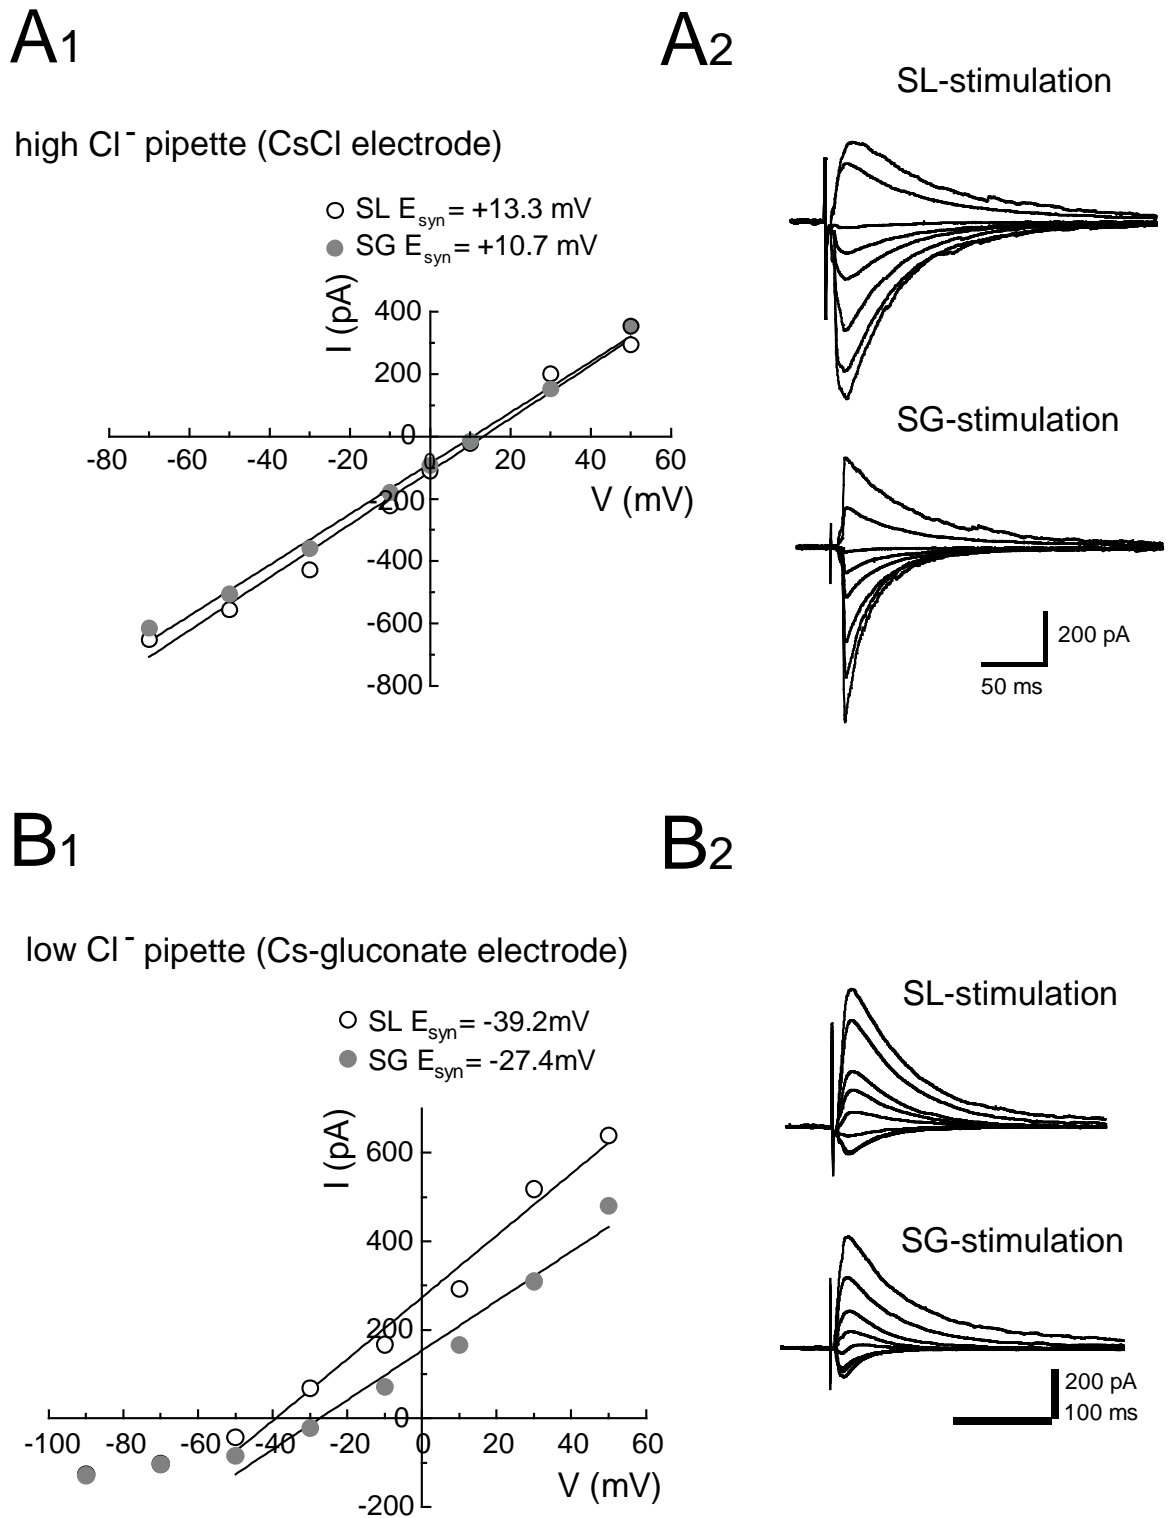 A1
A2
SL-stimulation
high Cl⁻ pipette (CsCl electrode)
SL Esyn= +13.3 mV
SG Esyn= +10.7 mV
I (pA)
400
200
0
-80 -60 -40 -20 20 40 60
V (mV)
-200
-400
-600
-800
SG-stimulation
200 pA
50 ms
B1
B2
low Cl⁻ pipette (Cs-gluconate electrode)
SL Esyn= -39.2mV
SG Esyn= -27.4mV
I (pA)
600
400
200
0
-100 -80 -60 -40 -20 0 20 40 60
V (mV)
-200
SL-stimulation
SG-stimulation
200 pA
100 ms